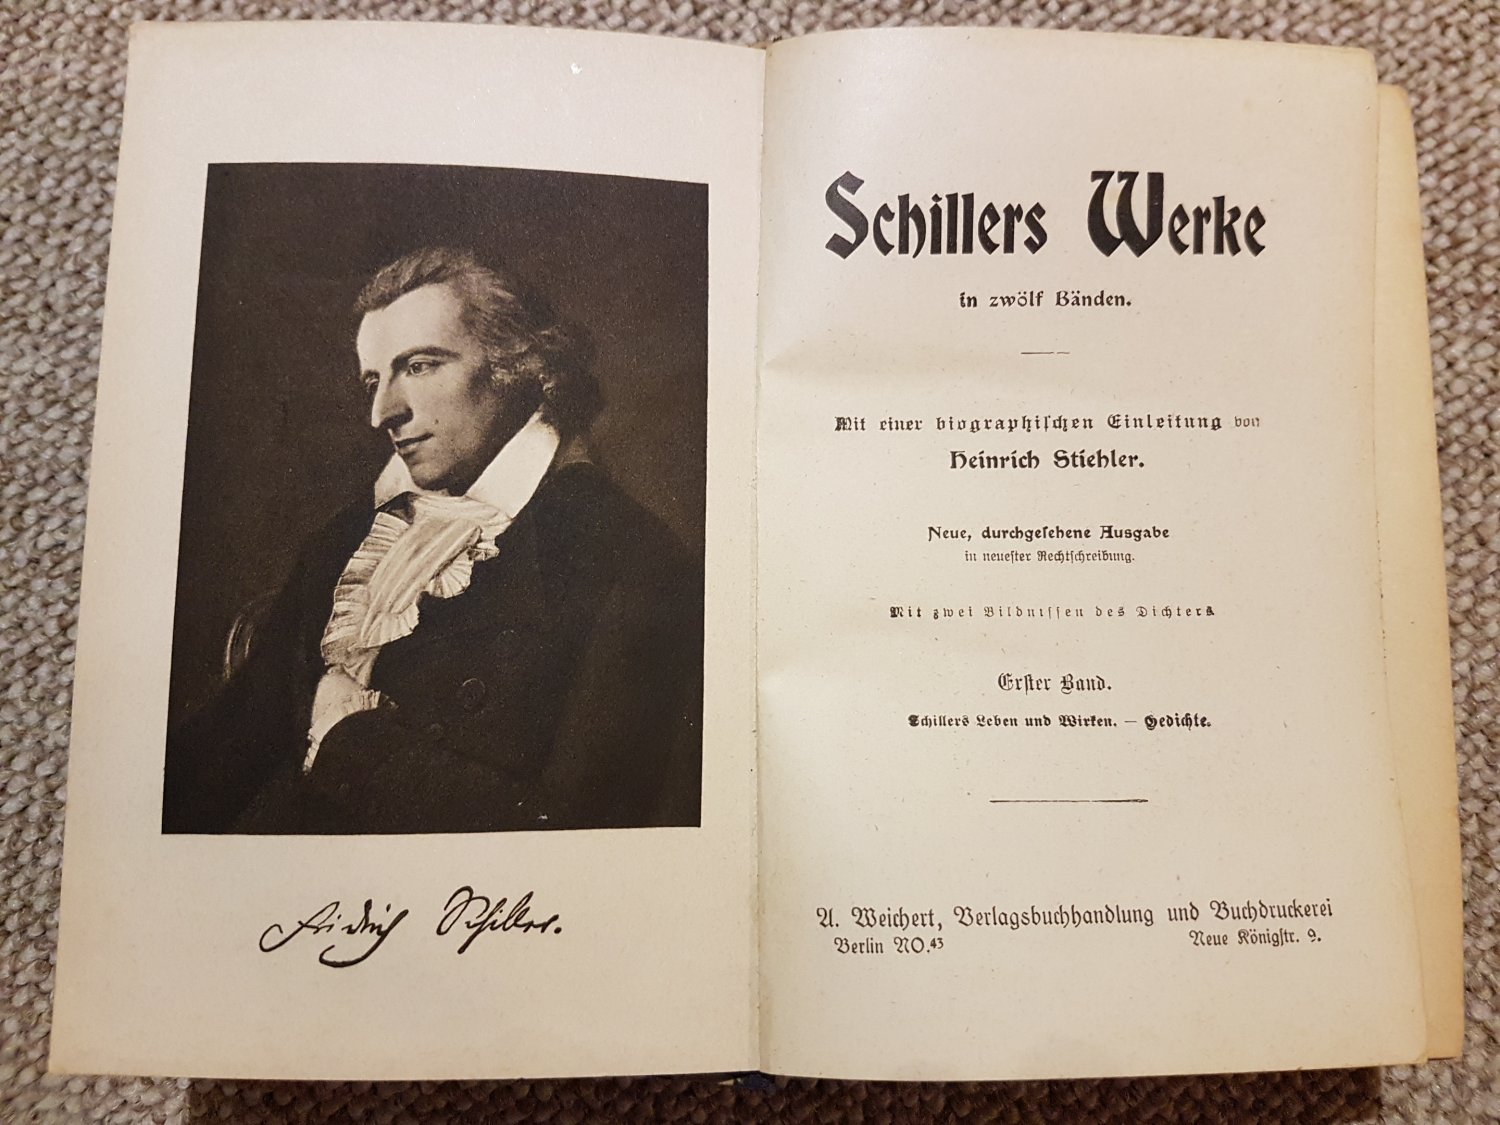 Friedrich Schiller.
Schillers Werke
in zwölf Bänden.
Mit einer biographiſchen Einleitung von
Heinrich Stiehler.
Neue, durchgeſehene Ausgabe
in neueſter Rechtſchreibung.
Mit zwei Bildniſſen des Dichters
Erſter Band.
Schillers Leben und Wirken. — Gedichte.
A. Weichert, Verlagsbuchhandlung und Buchdruckerei
Berlin NO.43 Neue Königſtr. 9.